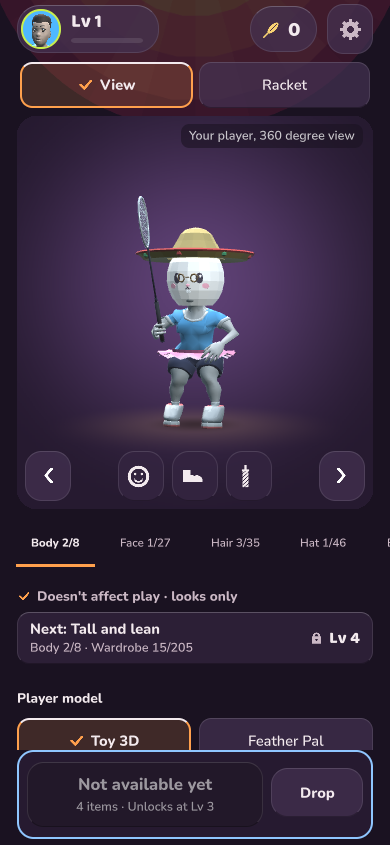 Lv 1
0
View
Racket
Your player, 360 degree view
Body 2/8
Face 1/27
Hair 3/35
Hat 1/46
Doesn't affect play · looks only
Next: Tall and lean
Lv 4
Body 2/8 · Wardrobe 15/205
Player model
Toy 3D
Feather Pal
Not available yet
4 items · Unlocks at Lv 3
Drop